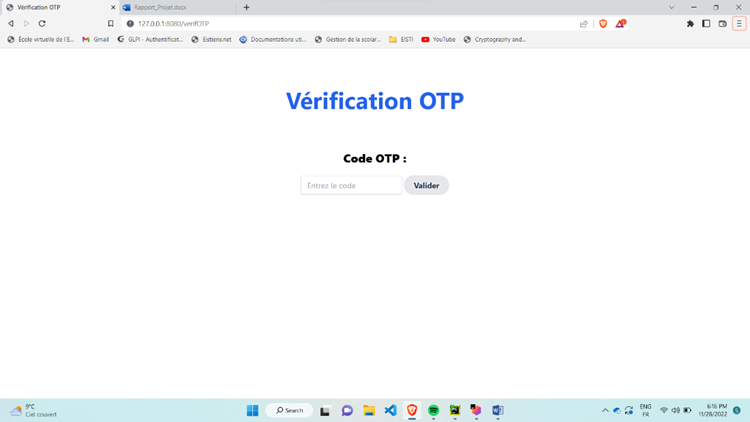 Vérification OTP
Rapport_Projet.docx
127.0.0.1:8080/verifOTP
École virtuelle de l'E...
Gmail
GLPI - Authentificat...
Eistiens.net
Documentations uti...
Gestion de la scolar...
EISTI
YouTube
Cryptography and...
Vérification OTP
Code OTP :
Entrez le code
Valider
9°C
Ciel couvert
Search
ENG
FR
6:16 PM
11/28/2022